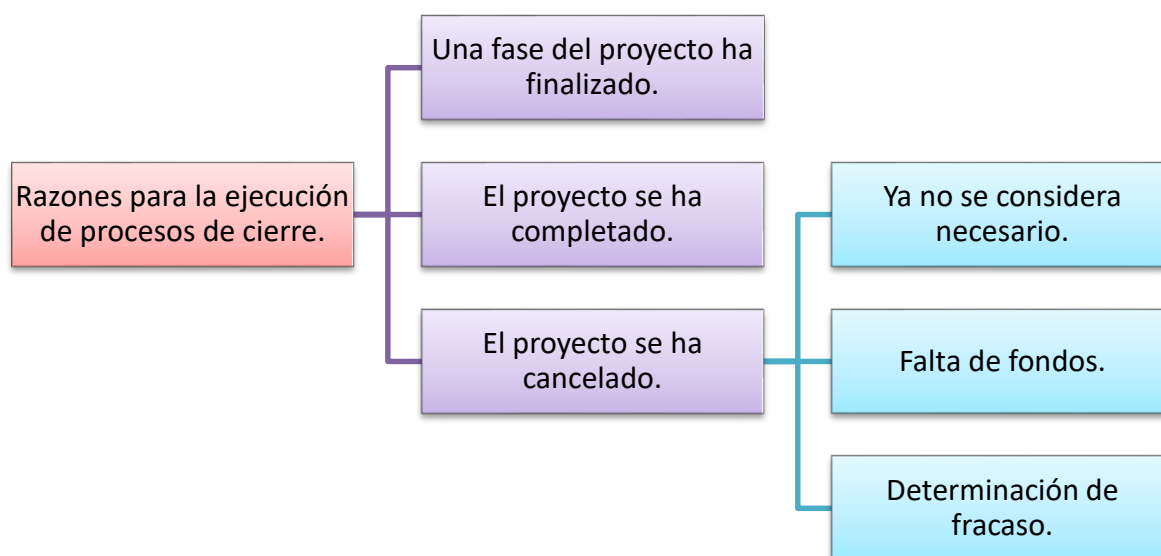 Una fase del proyecto ha
finalizado.
Razones para la ejecución
de procesos de cierre.
El proyecto se ha
completado.
Ya no se considera
necesario.
El proyecto se ha
cancelado.
Falta de fondos.
Determinación de
fracaso.